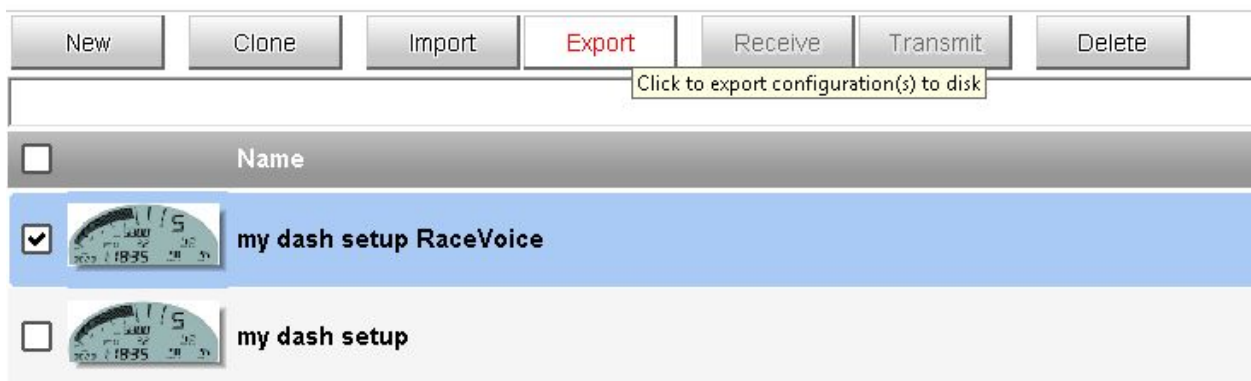 New Clone Import Export Receive Transmit Delete
Click to export configuration(s) to disk
Name
my dash setup RaceVoice
my dash setup